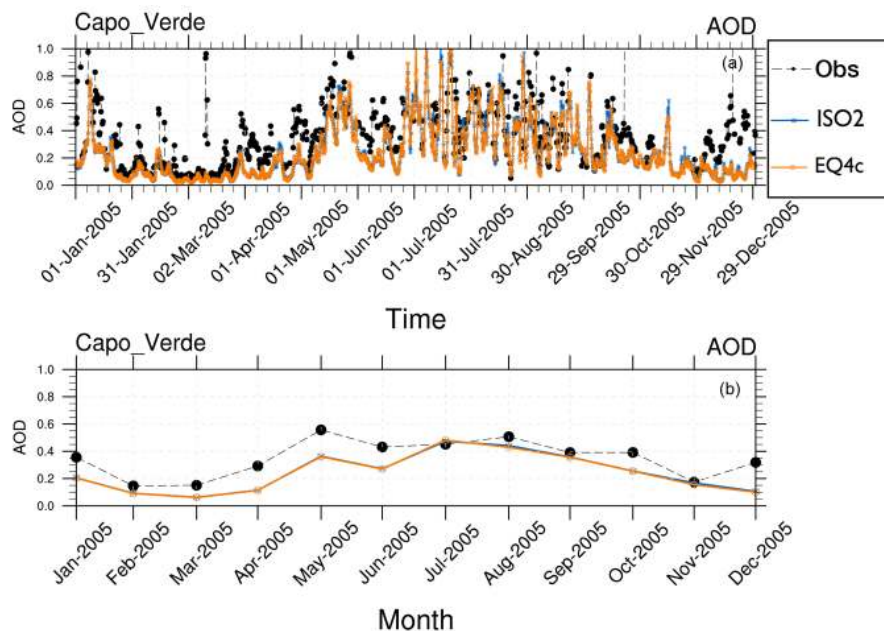 Capo_Verde AOD
(a)
AOD
1.0
0.8
0.6
0.4
0.2
0.0
01-Jan-2005
31-Jan-2005
02-Mar-2005
01-Apr-2005
01-May-2005
01-Jun-2005
01-Jul-2005
31-Jul-2005
30-Aug-2005
29-Sep-2005
30-Oct-2005
29-Nov-2005
29-Dec-2005
Time
Obs
ISO2
EQ4c
Capo_Verde AOD
(b)
AOD
1.0
0.8
0.6
0.4
0.2
0.0
Jan-2005
Feb-2005
Mar-2005
Apr-2005
May-2005
Jun-2005
Jul-2005
Aug-2005
Sep-2005
Oct-2005
Nov-2005
Dec-2005
Month